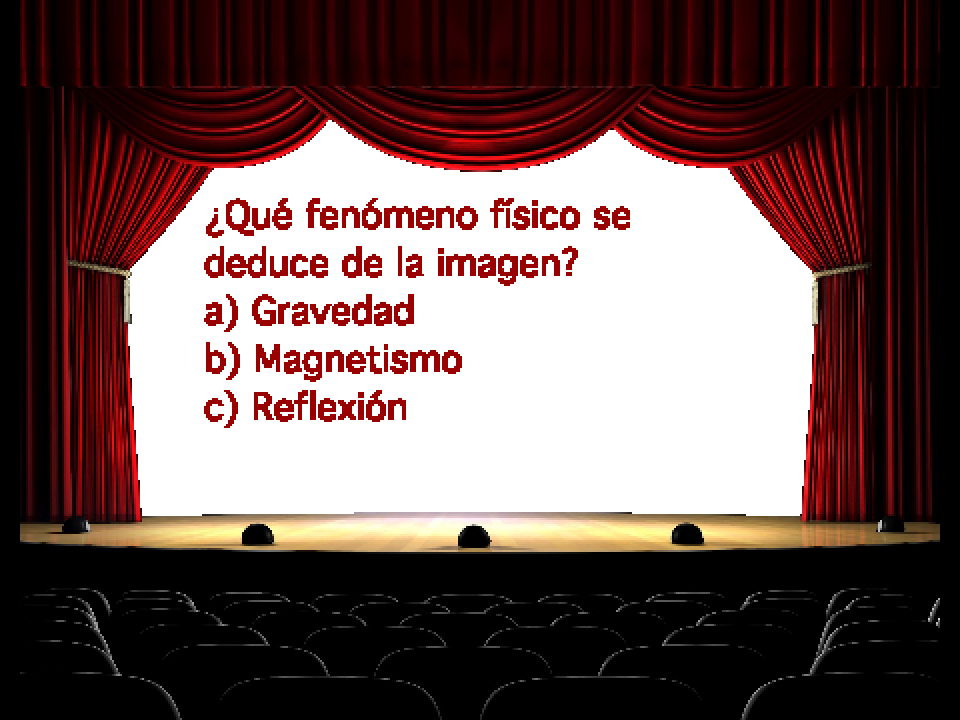 ¿Qué fenómeno físico se
deduce de la imagen?
a) Gravedad
b) Magnetismo
c) Reflexión